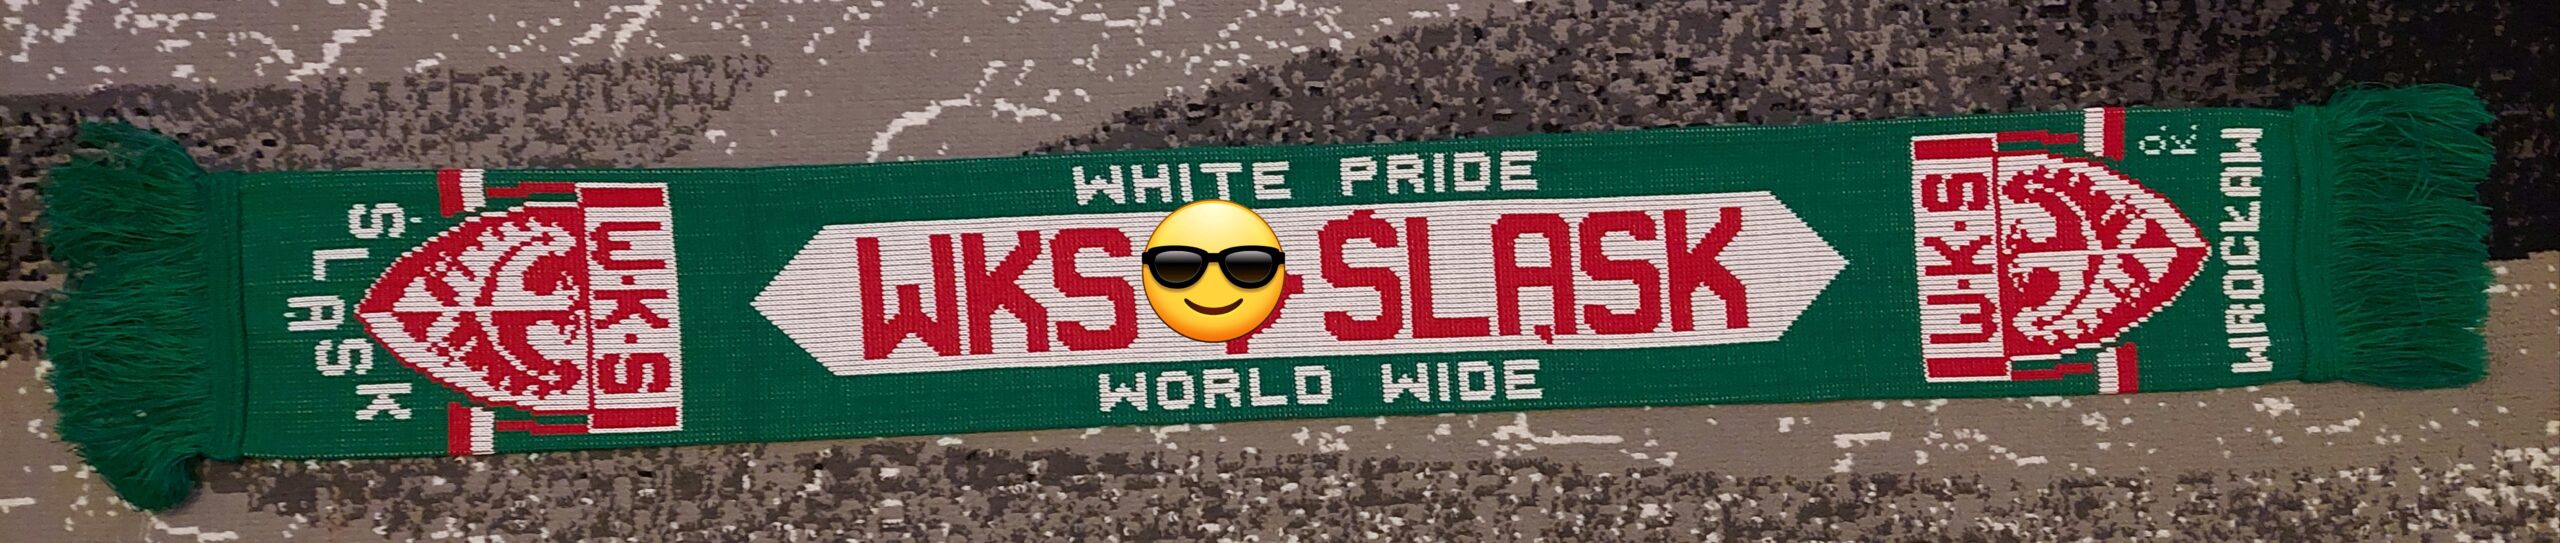 ŚLĄSK
W·K·S
WHITE PRIDE
WKS ŚLĄSK
WORLD WIDE
W·K·S
WROCŁAW